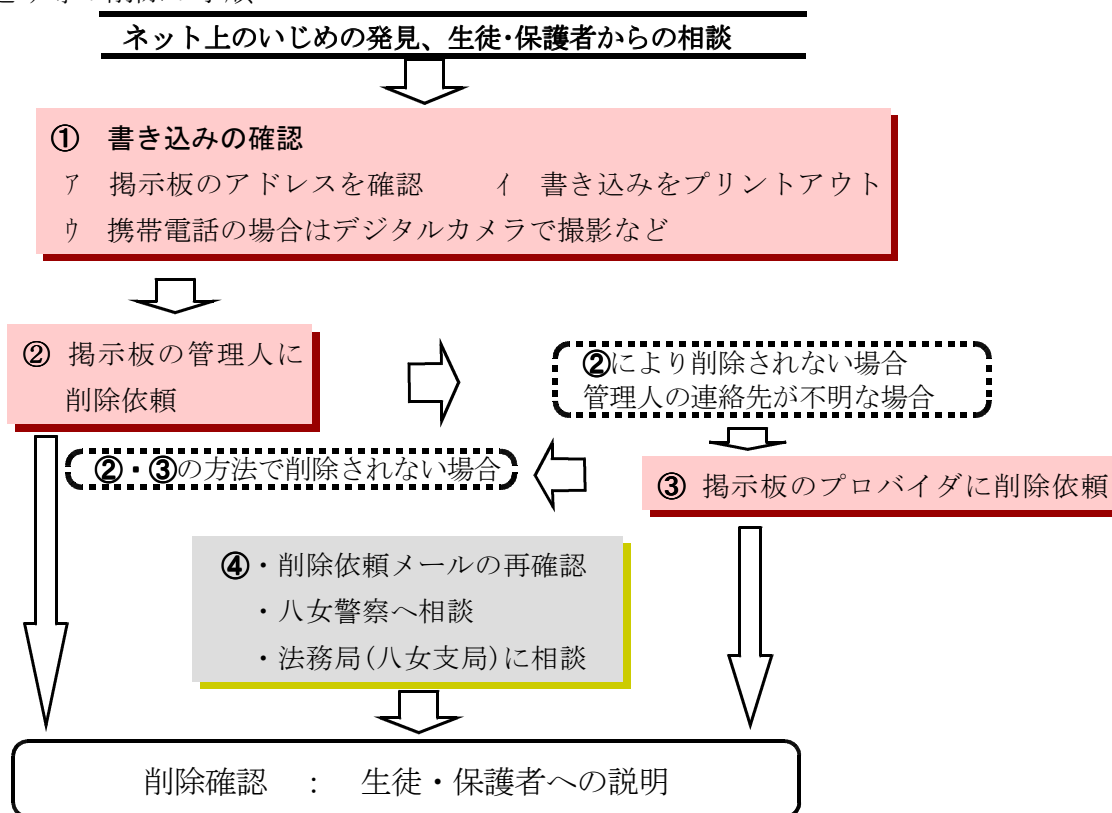 ネット上のいじめの発見、生徒･保護者からの相談
① 書き込みの確認
ｱ 掲示板のアドレスを確認 ｲ 書き込みをプリントアウト
ｳ 携帯電話の場合はデジタルカメラで撮影など
② 掲示板の管理人に
削除依頼
②により削除されない場合
管理人の連絡先が不明な場合
②・③の方法で削除されない場合
③ 掲示板のプロバイダに削除依頼
④・削除依頼メールの再確認
・八女警察へ相談
・法務局(八女支局)に相談
削除確認 ： 生徒・保護者への説明